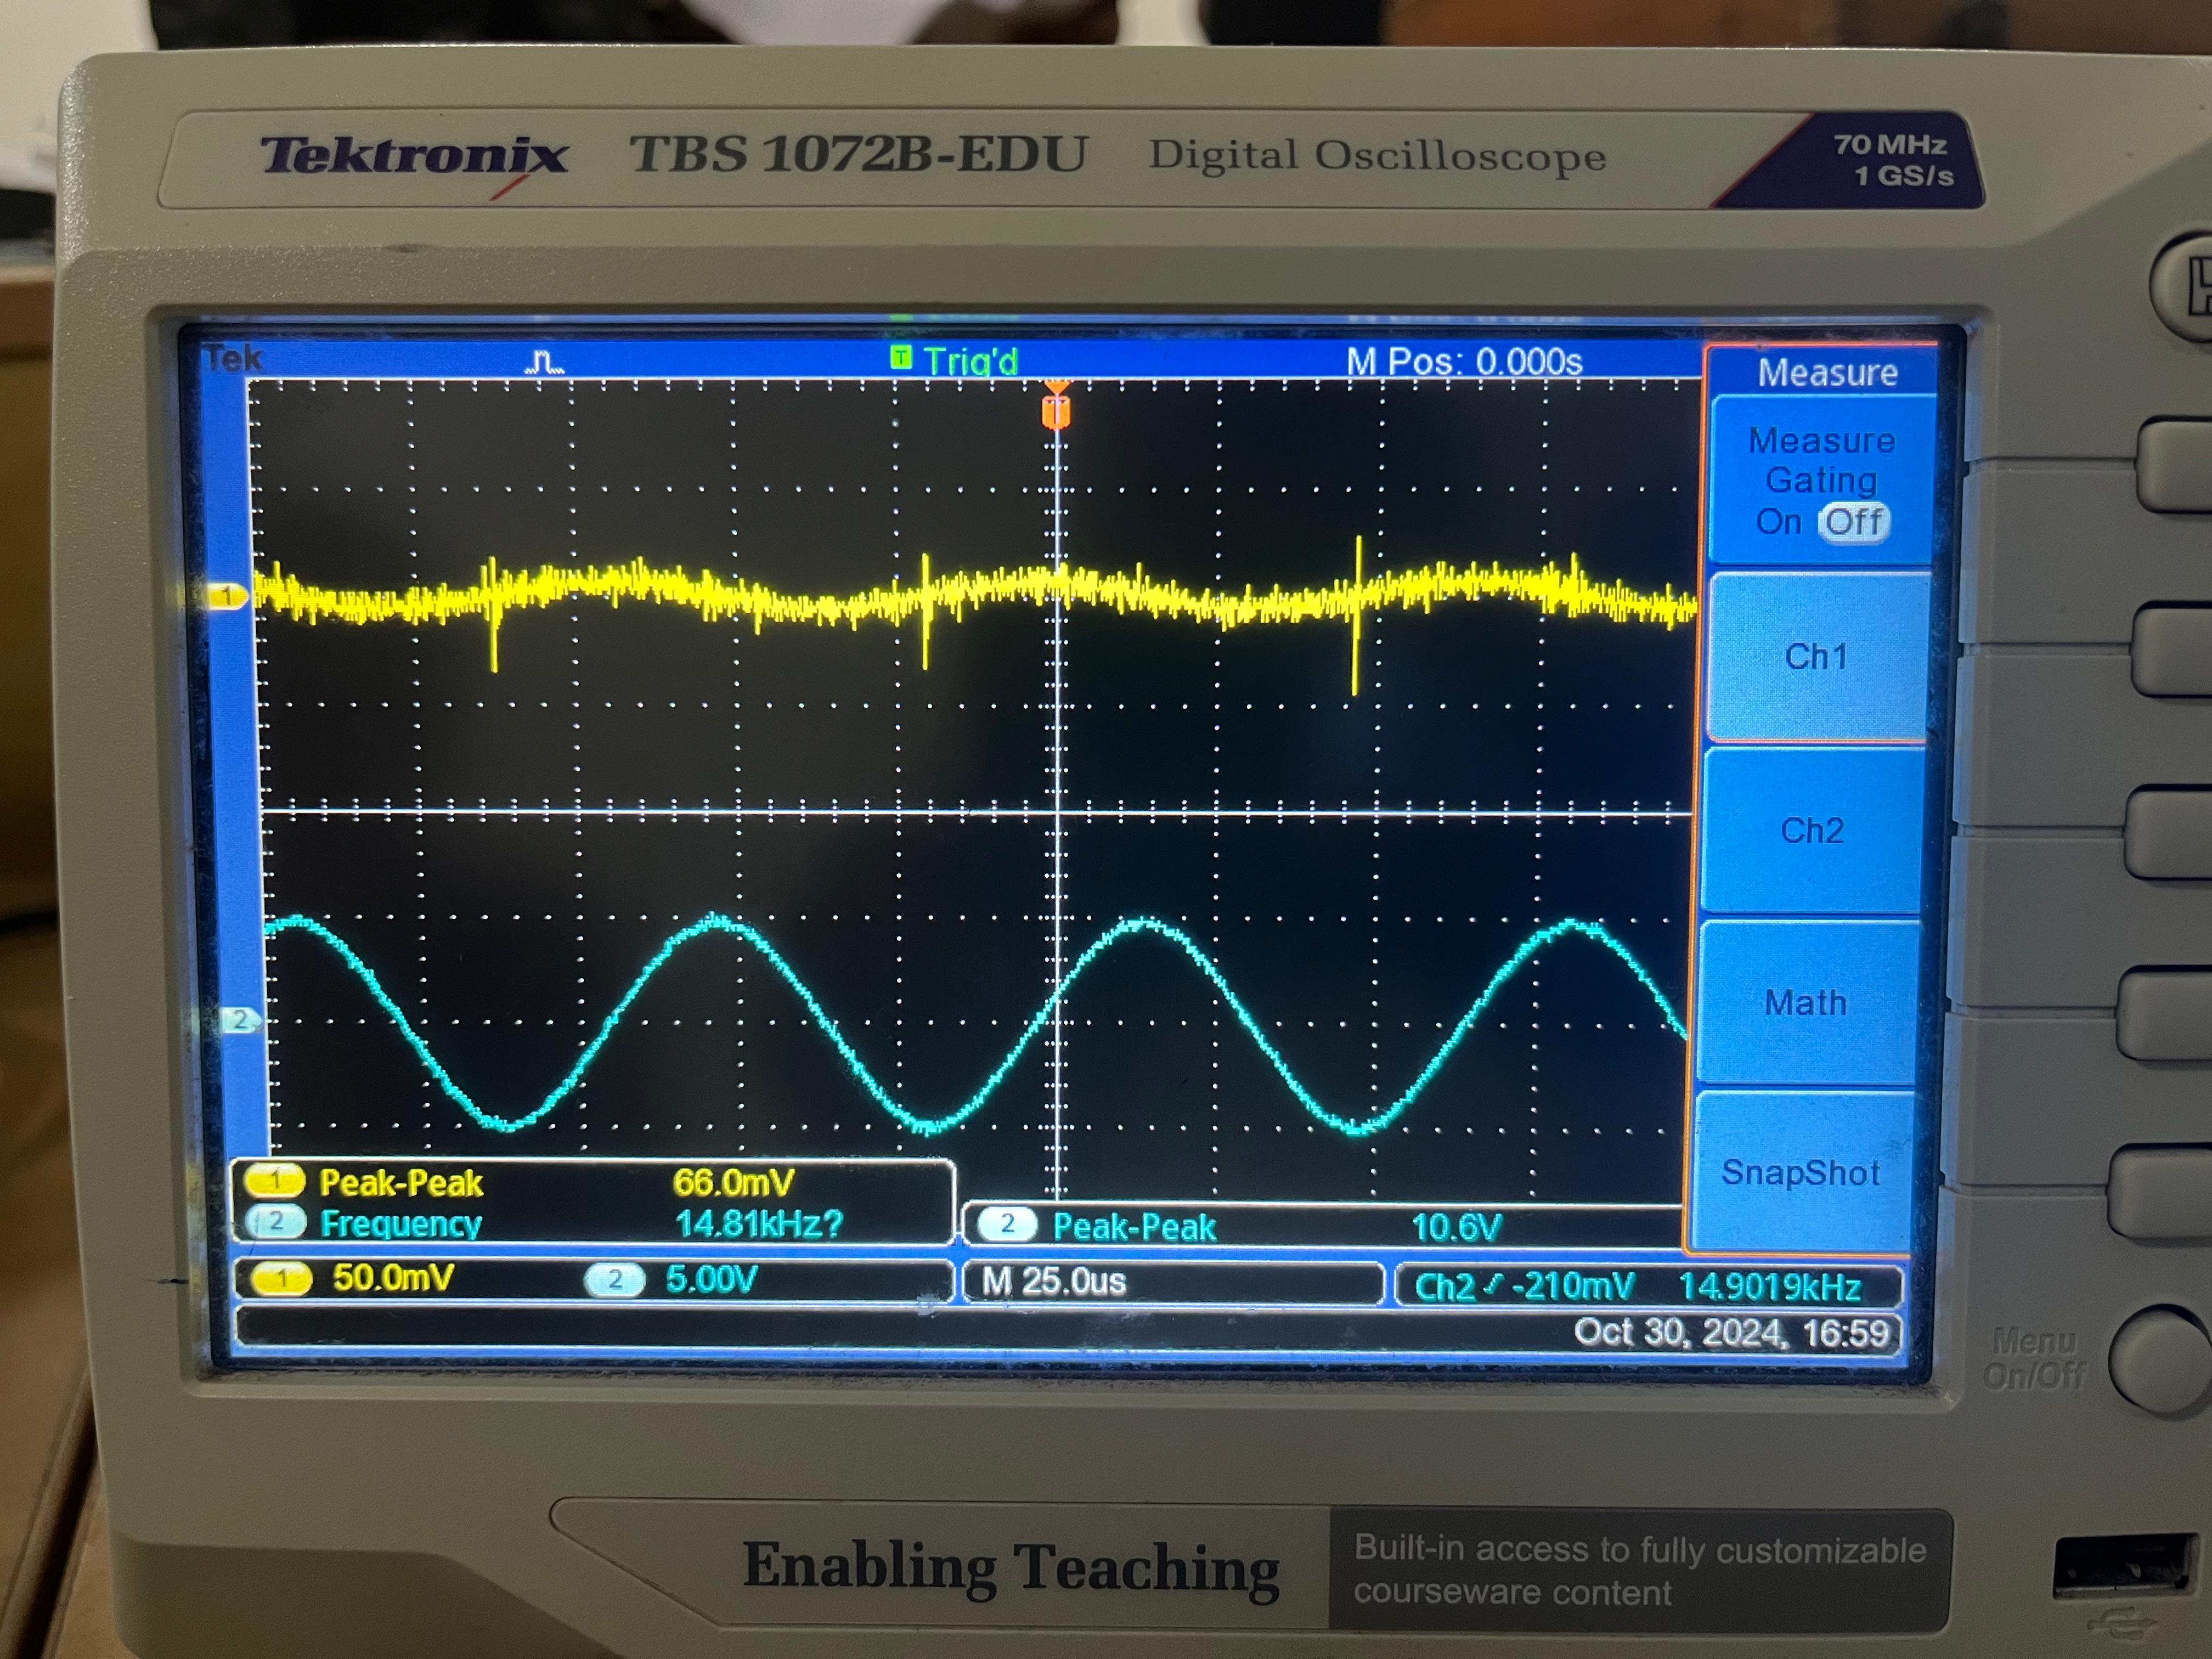 Tektronix TBS 1072B-EDU Digital Oscilloscope
70 MHz
1 GS/s
Tek
T Trig'd
M Pos: 0.000s
T
Measure
Measure
Gating
On Off
Ch1
Ch2
Math
SnapShot
1
2
1 Peak-Peak 66.0mV
2 Frequency 14.81kHz?
2 Peak-Peak 10.6V
1 50.0mV 2 5.00V
M 25.0us
Ch2 -210mV 14.9019kHz
Oct 30, 2024, 16:59
Menu
On/Off
Enabling Teaching
Built-in access to fully customizable
courseware content